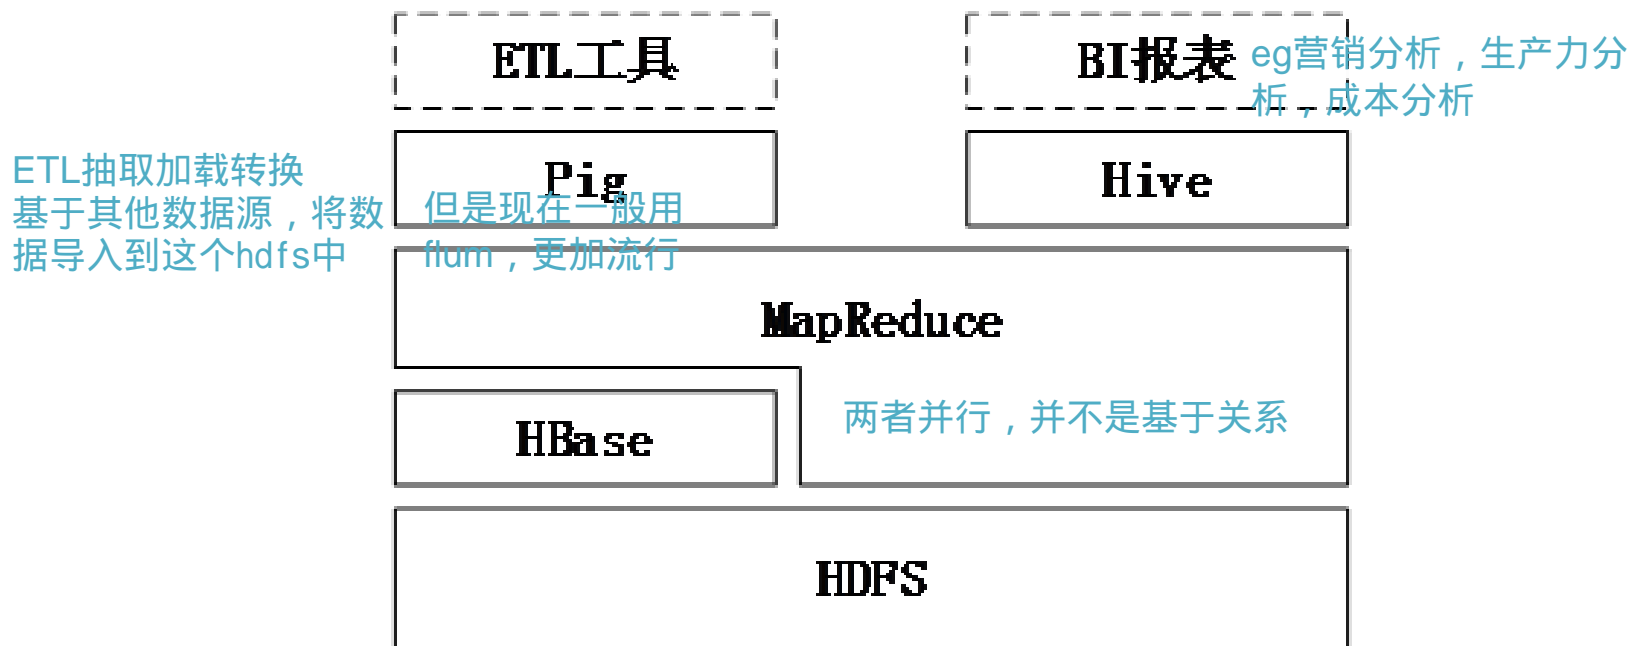 ETL工具
BI报表
eg营销分析，生产力分
析，成本分析
ETL抽取加载转换
基于其他数据源，将数
据导入到这个hdfs中
Pig
但是现在一般用
flum，更加流行
Hive
MapReduce
两者并行，并不是基于关系
HBase
HDFS